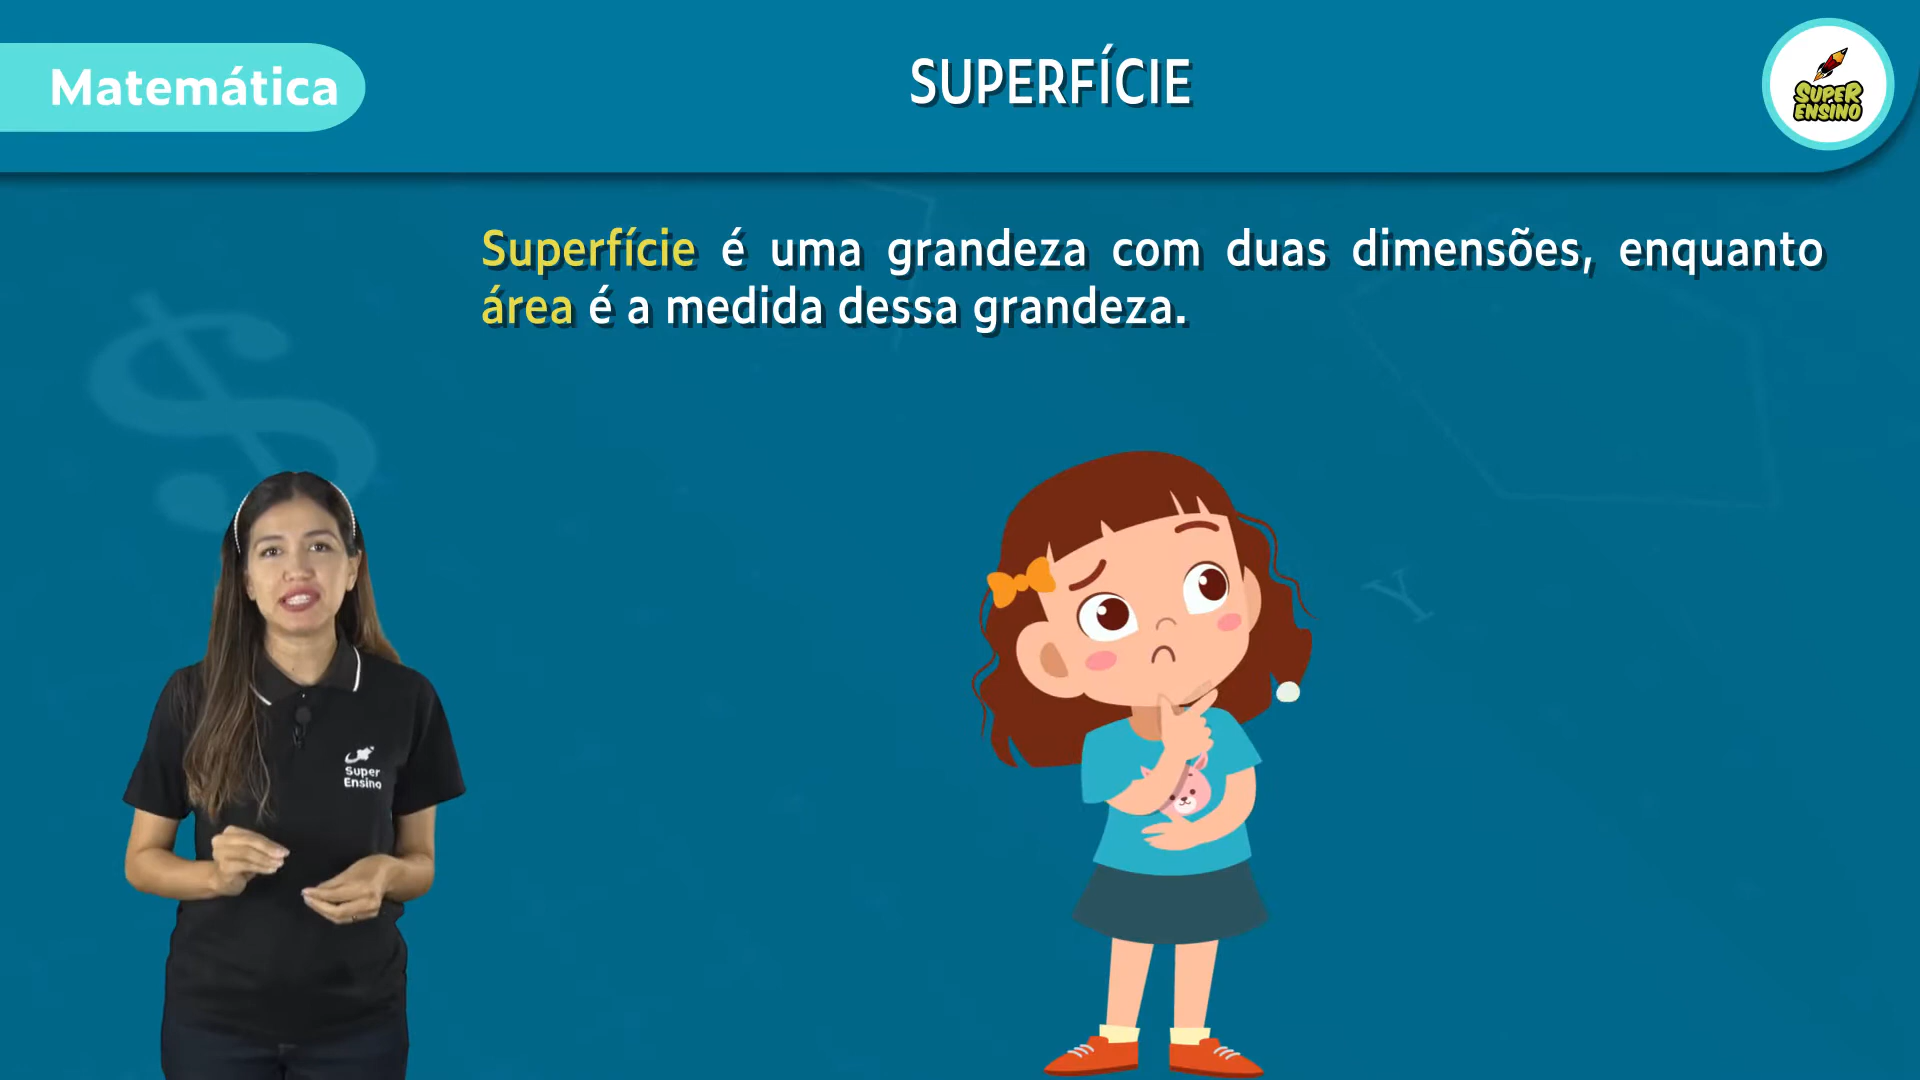 Matemática
SUPERFÍCIE
SUPER
ENSINO
Superfície é uma grandeza com duas dimensões, enquanto
área é a medida dessa grandeza.
$
Y
Super
Ensino